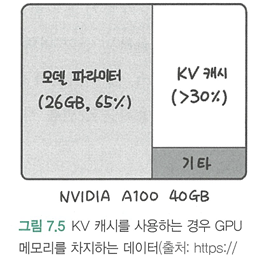 모델 파라미터
(26GB, 65%)
KV 캐시
(>30%)
기타
NVIDIA A100 40GB
그림 7.5 KV 캐시를 사용하는 경우 GPU
메모리를 차지하는 데이터(출처: https://